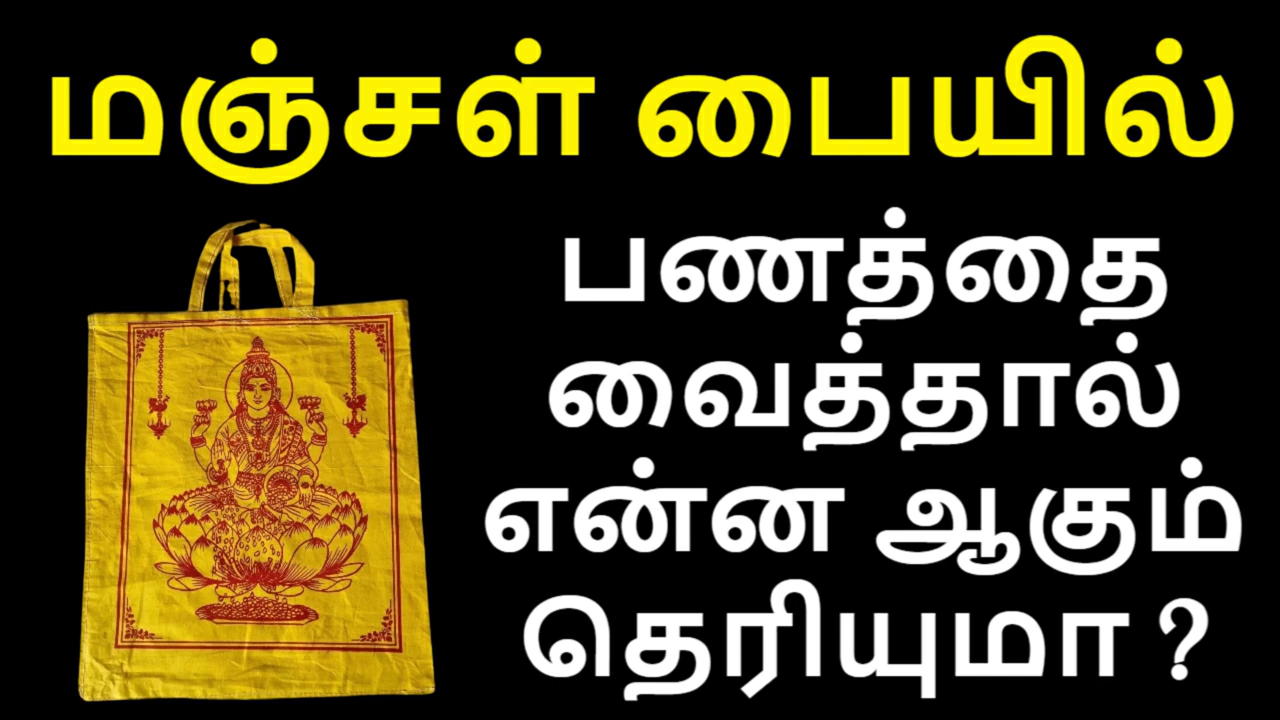 மஞ்சள் பையில்
பணத்தை
வைத்தால்
என்ன ஆகும்
தெரியுமா ?